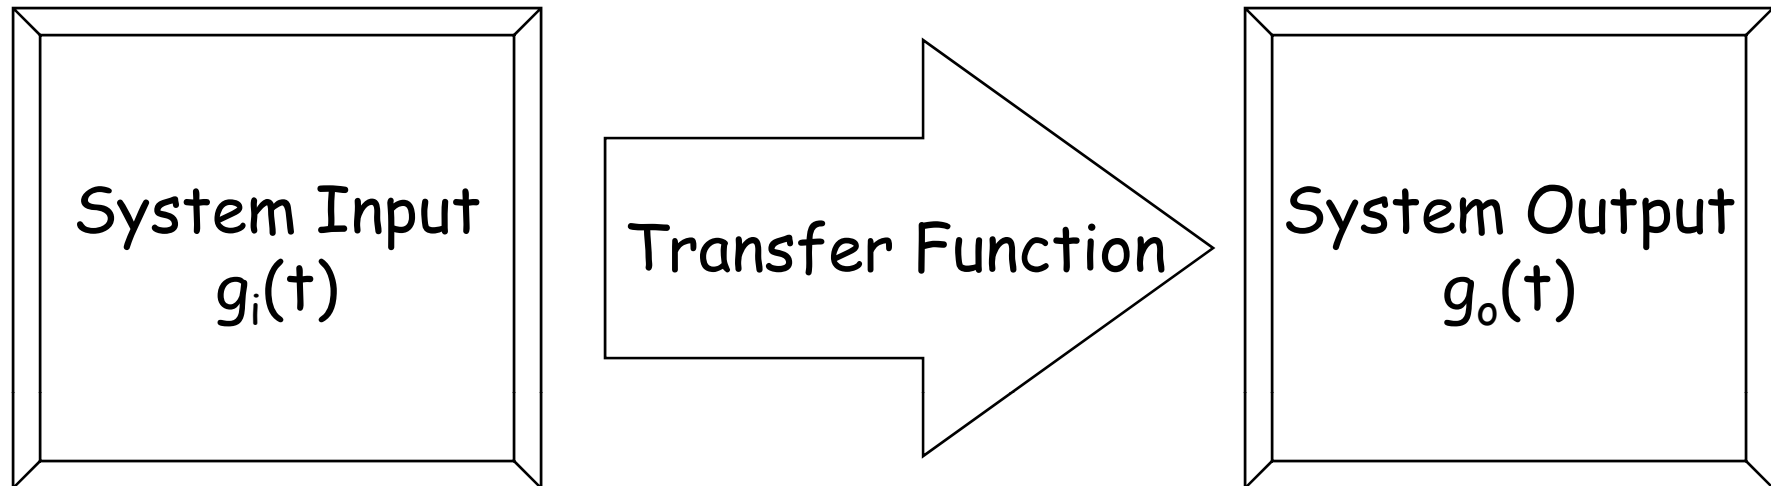 System Input
gᵢ(t)
Transfer Function
System Output
gₒ(t)